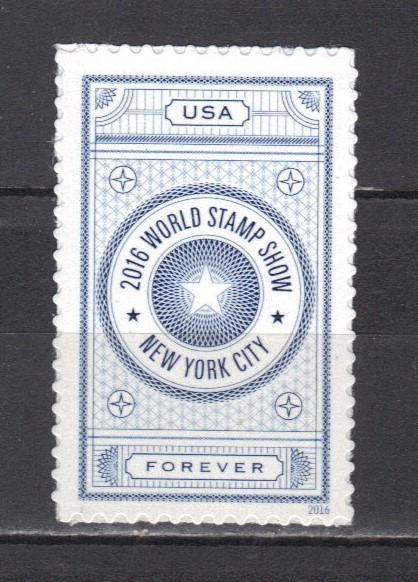 USA
2016 WORLD STAMP SHOW
NEW YORK CITY
FOREVER
2016